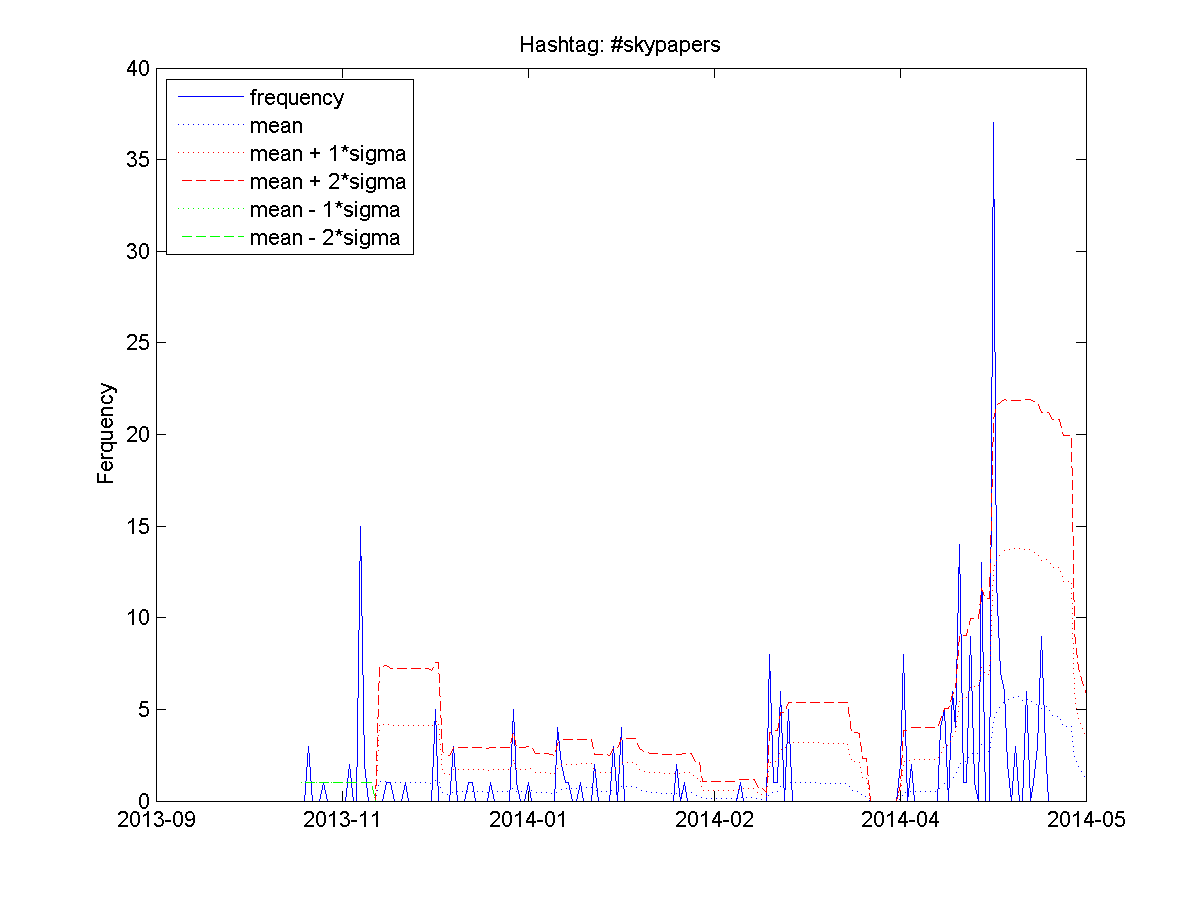 Hashtag: #skypapers
40
35
30
25
20
15
10
5
0
Ferquency
frequency
mean
mean + 1*sigma
mean + 2*sigma
mean - 1*sigma
mean - 2*sigma
2013-09 2013-11 2014-01 2014-02 2014-04 2014-05